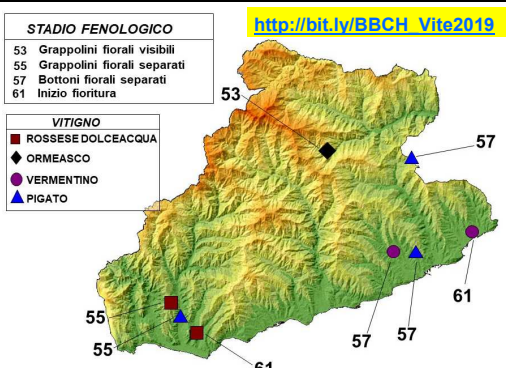 http://bit.ly/BBCH_Vite2019
STADIO FENOLOGICO
53 Grappolini fiorali visibili
55 Grappolini fiorali separati
57 Bottoni fiorali separati
61 Inizio fioritura
VITIGNO
ROSSESE DOLCEACQUA
ORMEASCO
VERMENTINO
PIGATO
53
57
61
57
57
55
55
61